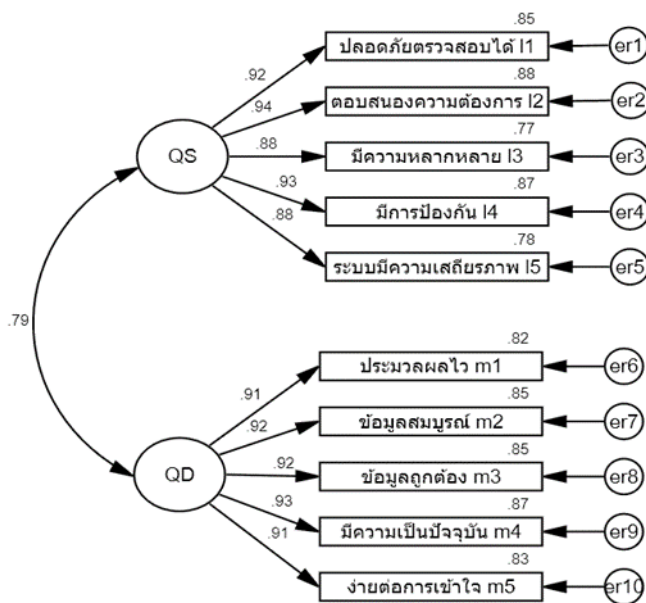 .85
ปลอดภัยตรวจสอบได้ l1
er1
.92
.88
ตอบสนองความต้องการ l2
er2
.94
.77
QS
.88
มีความหลากหลาย l3
er3
.87
.93
มีการป้องกัน l4
er4
.88
.78
ระบบมีความเสถียรภาพ l5
er5
.79
.82
ประมวลผลไว m1
er6
.91
.85
ข้อมูลสมบูรณ์ m2
er7
.92
.85
QD
.92
ข้อมูลถูกต้อง m3
er8
.87
.93
มีความเป็นปัจจุบัน m4
er9
.91
.83
ง่ายต่อการเข้าใจ m5
er10